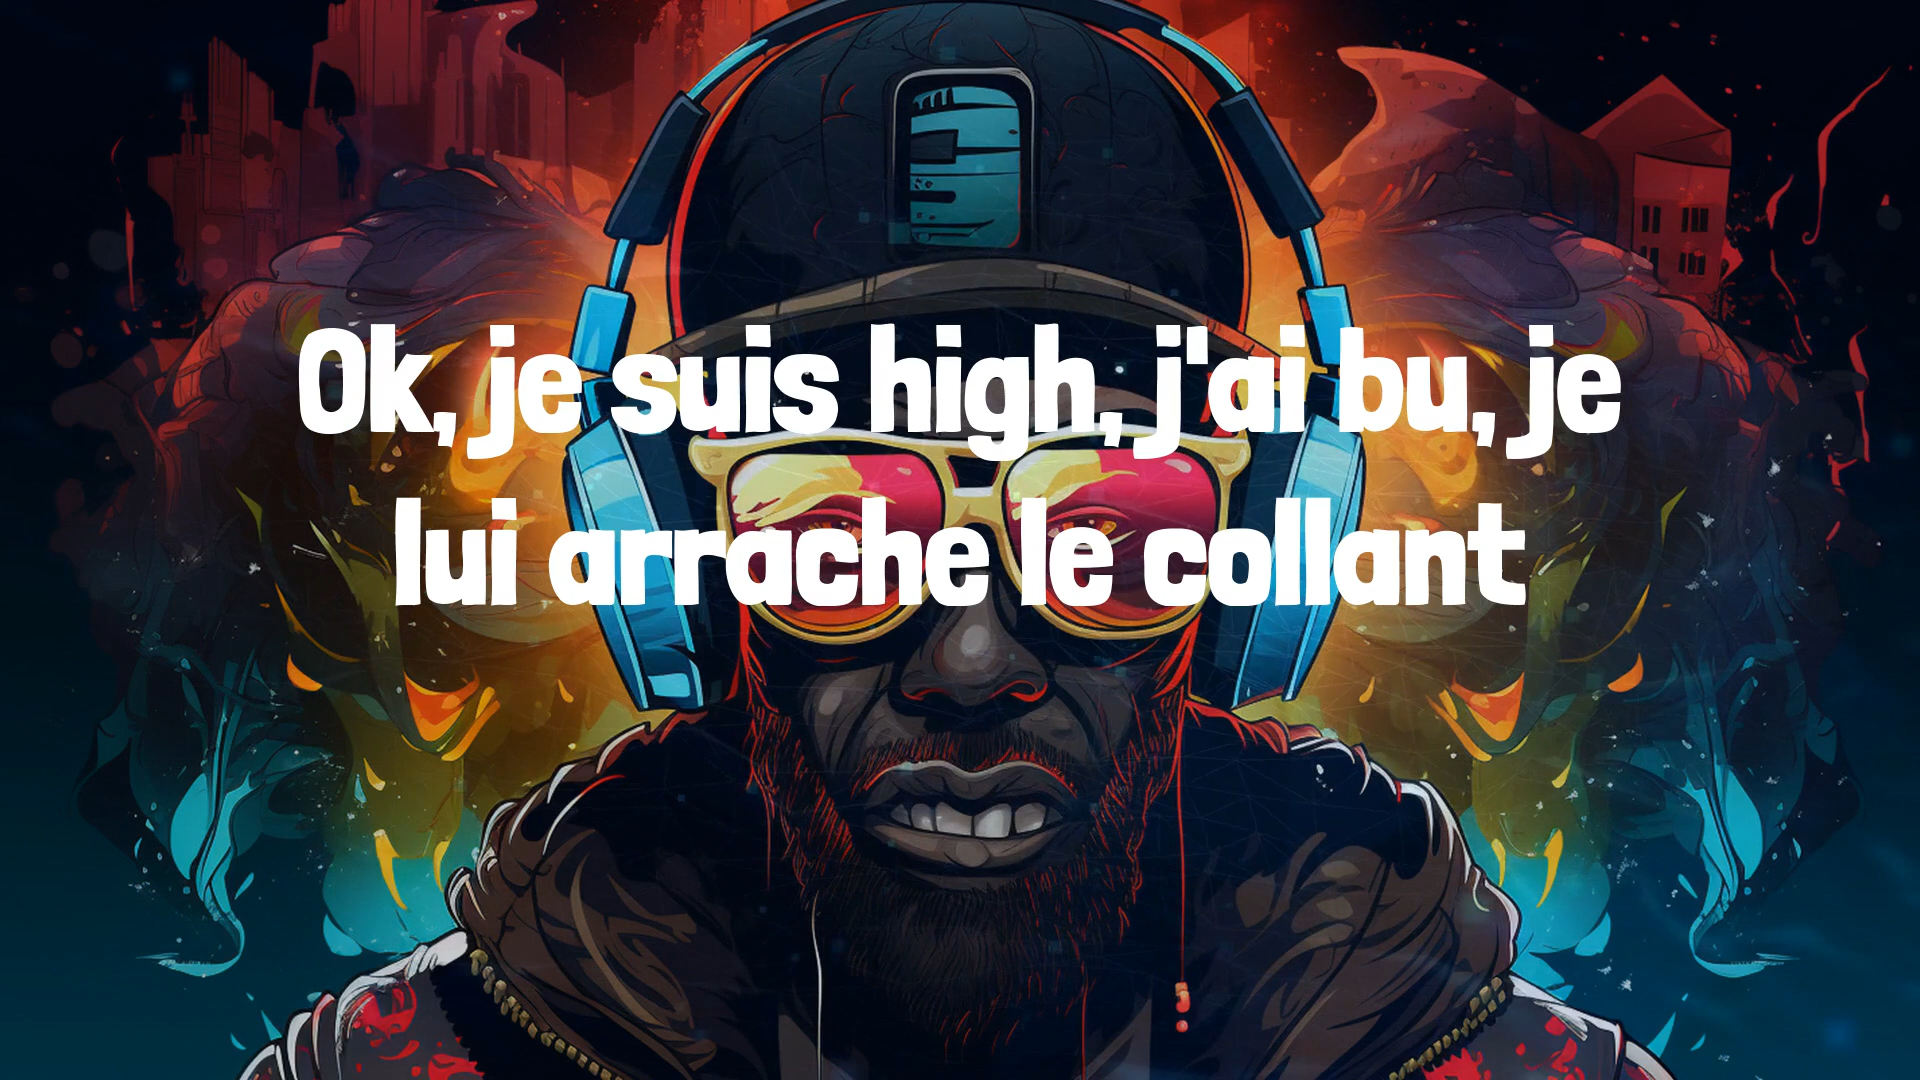 Ok, je suis high, j'ai bu, je
lui arrache le collant